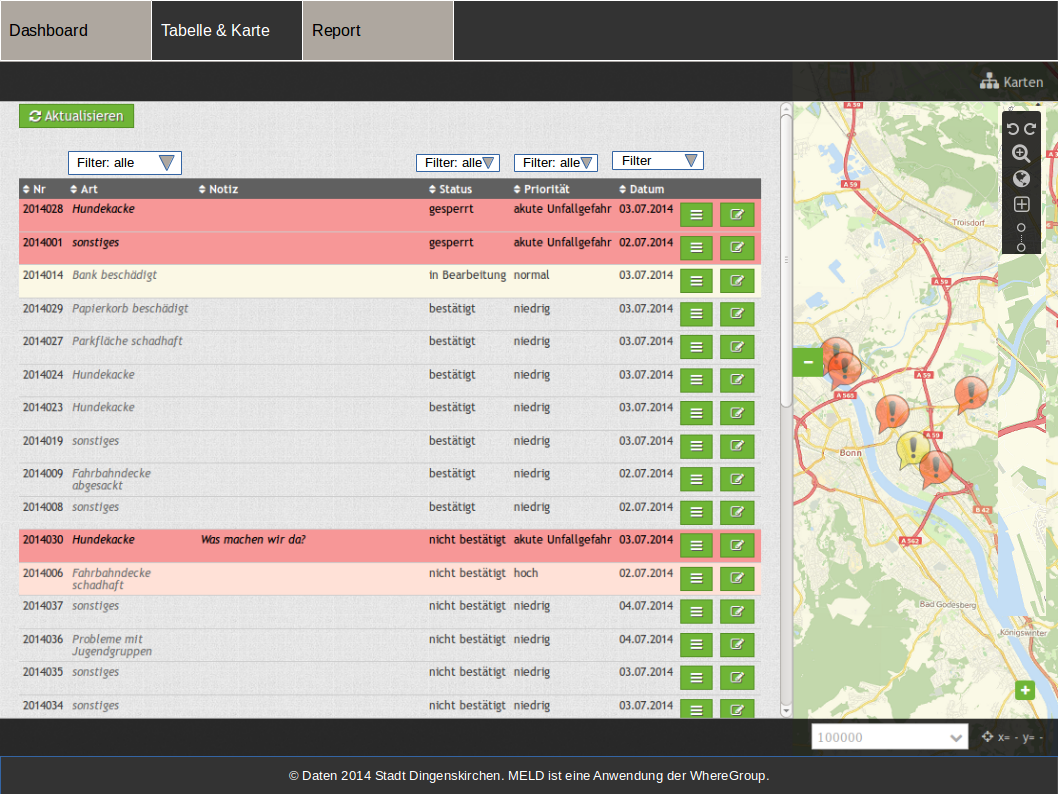 Dashboard Tabelle & Karte Report
Karten
Aktualisieren
Filter: alle Filter: alle Filter: alle Filter
Nr Art Notiz Status Priorität Datum
2014028 Hundekacke gesperrt akute Unfallgefahr 03.07.2014
2014001 sonstiges gesperrt akute Unfallgefahr 02.07.2014
2014014 Bank beschädigt in Bearbeitung normal 03.07.2014
2014029 Papierkorb beschädigt bestätigt niedrig 03.07.2014
2014027 Parkfläche schadhaft bestätigt niedrig 03.07.2014
2014024 Hundekacke bestätigt niedrig 03.07.2014
2014023 Hundekacke bestätigt niedrig 03.07.2014
2014019 sonstiges bestätigt niedrig 03.07.2014
2014009 Fahrbahndecke bestätigt niedrig 02.07.2014
abgesackt
2014008 sonstiges bestätigt niedrig 02.07.2014
2014030 Hundekacke Was machen wir da? nicht bestätigt akute Unfallgefahr 03.07.2014
2014006 Fahrbahndecke nicht bestätigt hoch 02.07.2014
schadhaft
2014037 sonstiges nicht bestätigt niedrig 04.07.2014
2014036 Probleme mit nicht bestätigt niedrig 04.07.2014
Jugendgruppen
2014035 sonstiges nicht bestätigt niedrig 03.07.2014
2014034 sonstiges nicht bestätigt niedrig 03.07.2014
A 59
A 59
Troisdorf
A 59
A 59
A 565
A 59
Bonn
B 42
A 562
Bad Godesberg
Königswinter
100000 x= - y= -
© Daten 2014 Stadt Dingenskirchen. MELD ist eine Anwendung der WhereGroup.